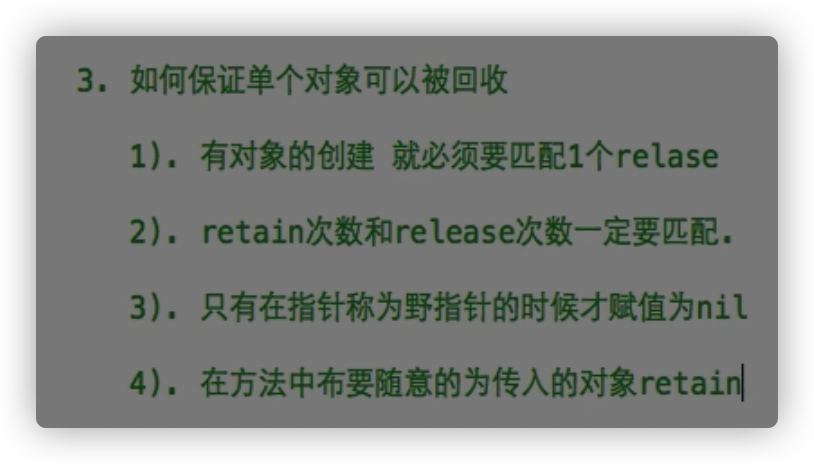 3. 如何保证单个对象可以被回收
1). 有对象的创建 就必须要匹配1个relase
2). retain次数和release次数一定要匹配.
3). 只有在指针称为野指针的时候才赋值为nil
4). 在方法中布要随意的为传入的对象retain